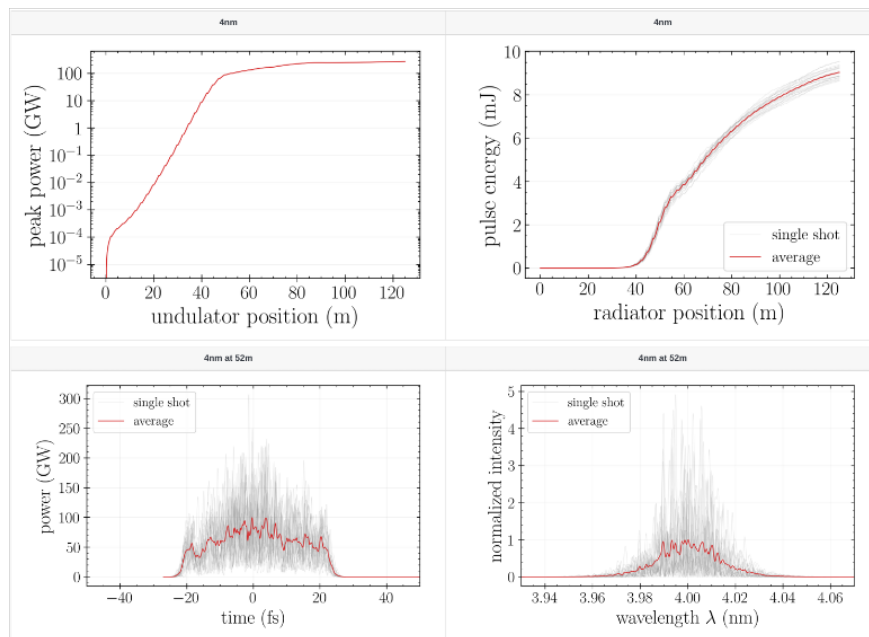 4nm
4nm
100
10
1
10⁻¹
10⁻²
10⁻³
10⁻⁴
10⁻⁵
peak power (GW)
0 20 40 60 80 100 120
undulator position (m)
10
8
6
4
2
0
pulse energy (mJ)
single shot
average
0 20 40 60 80 100 120
radiator position (m)
4nm at 52m
4nm at 52m
300
250
200
150
100
50
0
power (GW)
single shot
average
−40 −20 0 20 40
time (fs)
5
4
3
2
1
0
normalized intensity
single shot
average
3.94 3.96 3.98 4.00 4.02 4.04 4.06
wavelength λ (nm)